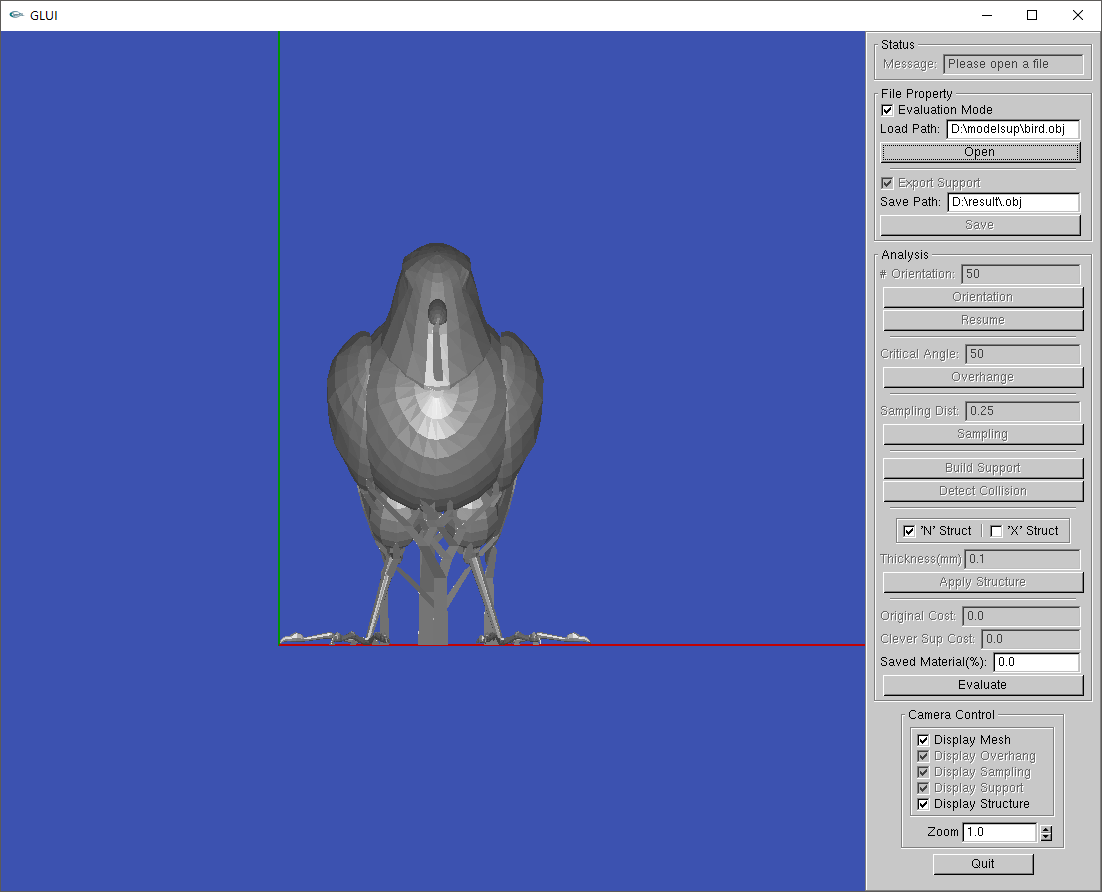 GLUI
Status
Message: Please open a file
File Property
Evaluation Mode
Load Path: D:\modelsup\bird.obj
Open
Export Support
Save Path: D:\result\.obj
Save
Analysis
# Orientation: 50
Orientation
Resume
Critical Angle: 50
Overhange
Sampling Dist: 0.25
Sampling
Build Support
Detect Collision
'N' Struct 'X' Struct
Thickness(mm) 0.1
Apply Structure
Original Cost: 0.0
Clever Sup Cost: 0.0
Saved Material(%): 0.0
Evaluate
Camera Control
Display Mesh
Display Overhang
Display Sampling
Display Support
Display Structure
Zoom 1.0
Quit